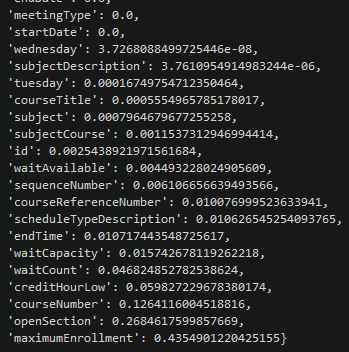 'meetingType': 0.0,
'startDate': 0.0,
'wednesday': 3.7268088499725446e-08,
'subjectDescription': 3.7610954914983244e-06,
'tuesday': 0.00016749754712350464,
'courseTitle': 0.0005554965785178017,
'subject': 0.0007964679677255258,
'subjectCourse': 0.0011537312946994414,
'id': 0.0025438921971561684,
'waitAvailable': 0.004493228024905609,
'sequenceNumber': 0.006106656639493566,
'courseReferenceNumber': 0.010076999523633941,
'scheduleTypeDescription': 0.010626545254093765,
'endTime': 0.010717443548725617,
'waitCapacity': 0.015742678119262218,
'waitCount': 0.046824852782538624,
'creditHourLow': 0.059827229678380174,
'courseNumber': 0.1264116004518816,
'openSection': 0.2684617599857669,
'maximumEnrollment': 0.4354901220425155}